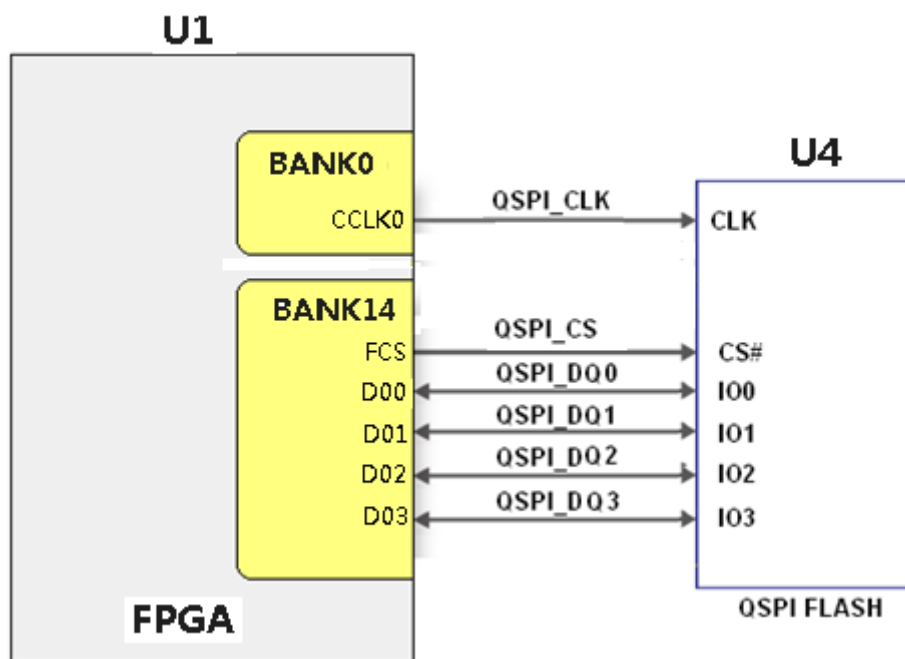 U1
BANK0
CCLK0
QSPI_CLK
U4
CLK
BANK14
FCS
QSPI_CS
CS#
D00
QSPI_DQ0
IO0
D01
QSPI_DQ1
IO1
D02
QSPI_DQ2
IO2
D03
QSPI_DQ3
IO3
FPGA
QSPI FLASH